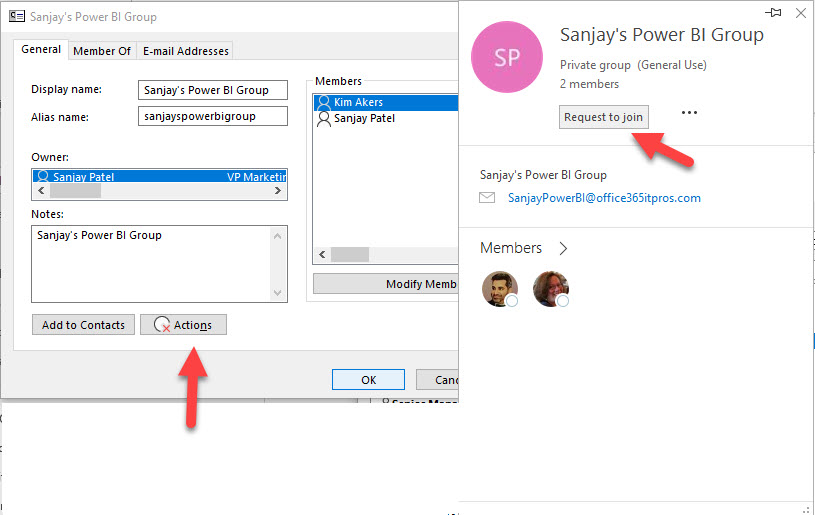 Sanjay's Power BI Group
General
Member Of
E-mail Addresses
Display name:
Sanjay's Power BI Group
Alias name:
sanjayspowerbigroup
Owner:
Sanjay Patel VP Marketin
Notes:
Sanjay's Power BI Group
Add to Contacts
Actions
Members
Kim Akers
Sanjay Patel
Modify Memb
OK
Canc
SP
Sanjay's Power BI Group
Private group (General Use)
2 members
Request to join
Sanjay's Power BI Group
SanjayPowerBI@office365itpros.com
Members